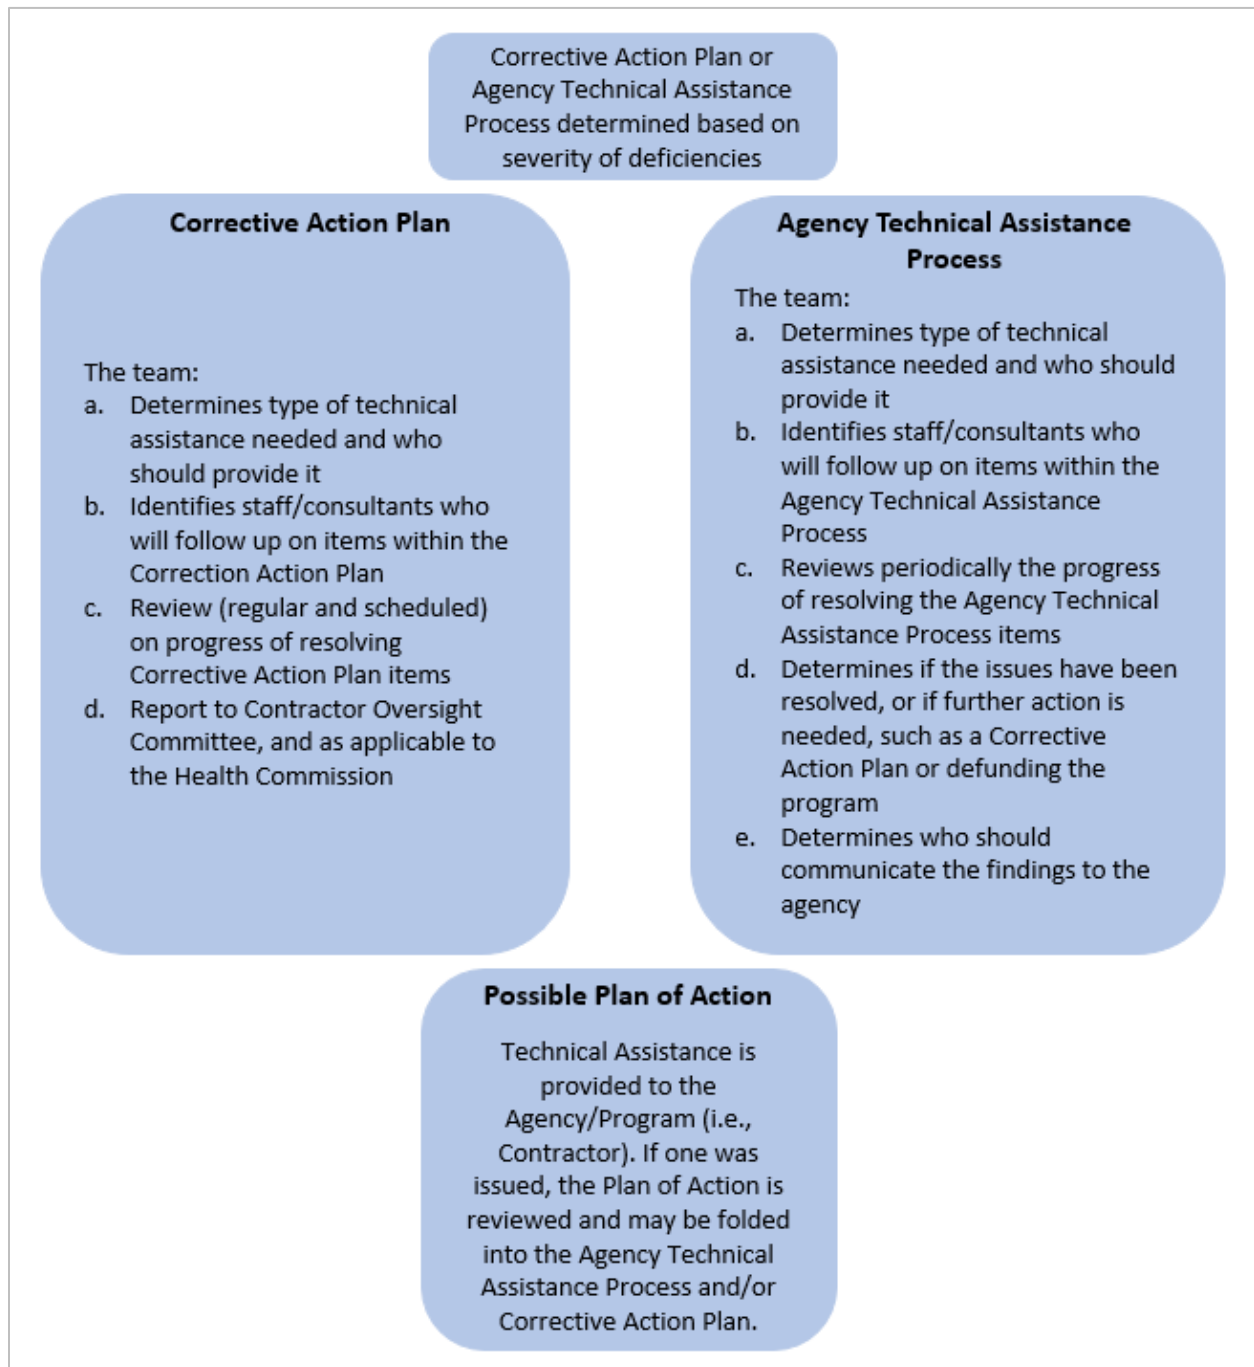 Corrective Action Plan or
Agency Technical Assistance
Process determined based on
severity of deficiencies
Corrective Action Plan
The team:
a. Determines type of technical
assistance needed and who
should provide it
b. Identifies staff/consultants who
will follow up on items within the
Correction Action Plan
c. Review (regular and scheduled)
on progress of resolving
Corrective Action Plan items
d. Report to Contractor Oversight
Committee, and as applicable to
the Health Commission
Agency Technical Assistance
Process
The team:
a. Determines type of technical
assistance needed and who should
provide it
b. Identifies staff/consultants who
will follow up on items within the
Agency Technical Assistance
Process
c. Reviews periodically the progress
of resolving the Agency Technical
Assistance Process items
d. Determines if the issues have been
resolved, or if further action is
needed, such as a Corrective
Action Plan or defunding the
program
e. Determines who should
communicate the findings to the
agency
Possible Plan of Action
Technical Assistance is
provided to the
Agency/Program (i.e.,
Contractor). If one was
issued, the Plan of Action is
reviewed and may be folded
into the Agency Technical
Assistance Process and/or
Corrective Action Plan.